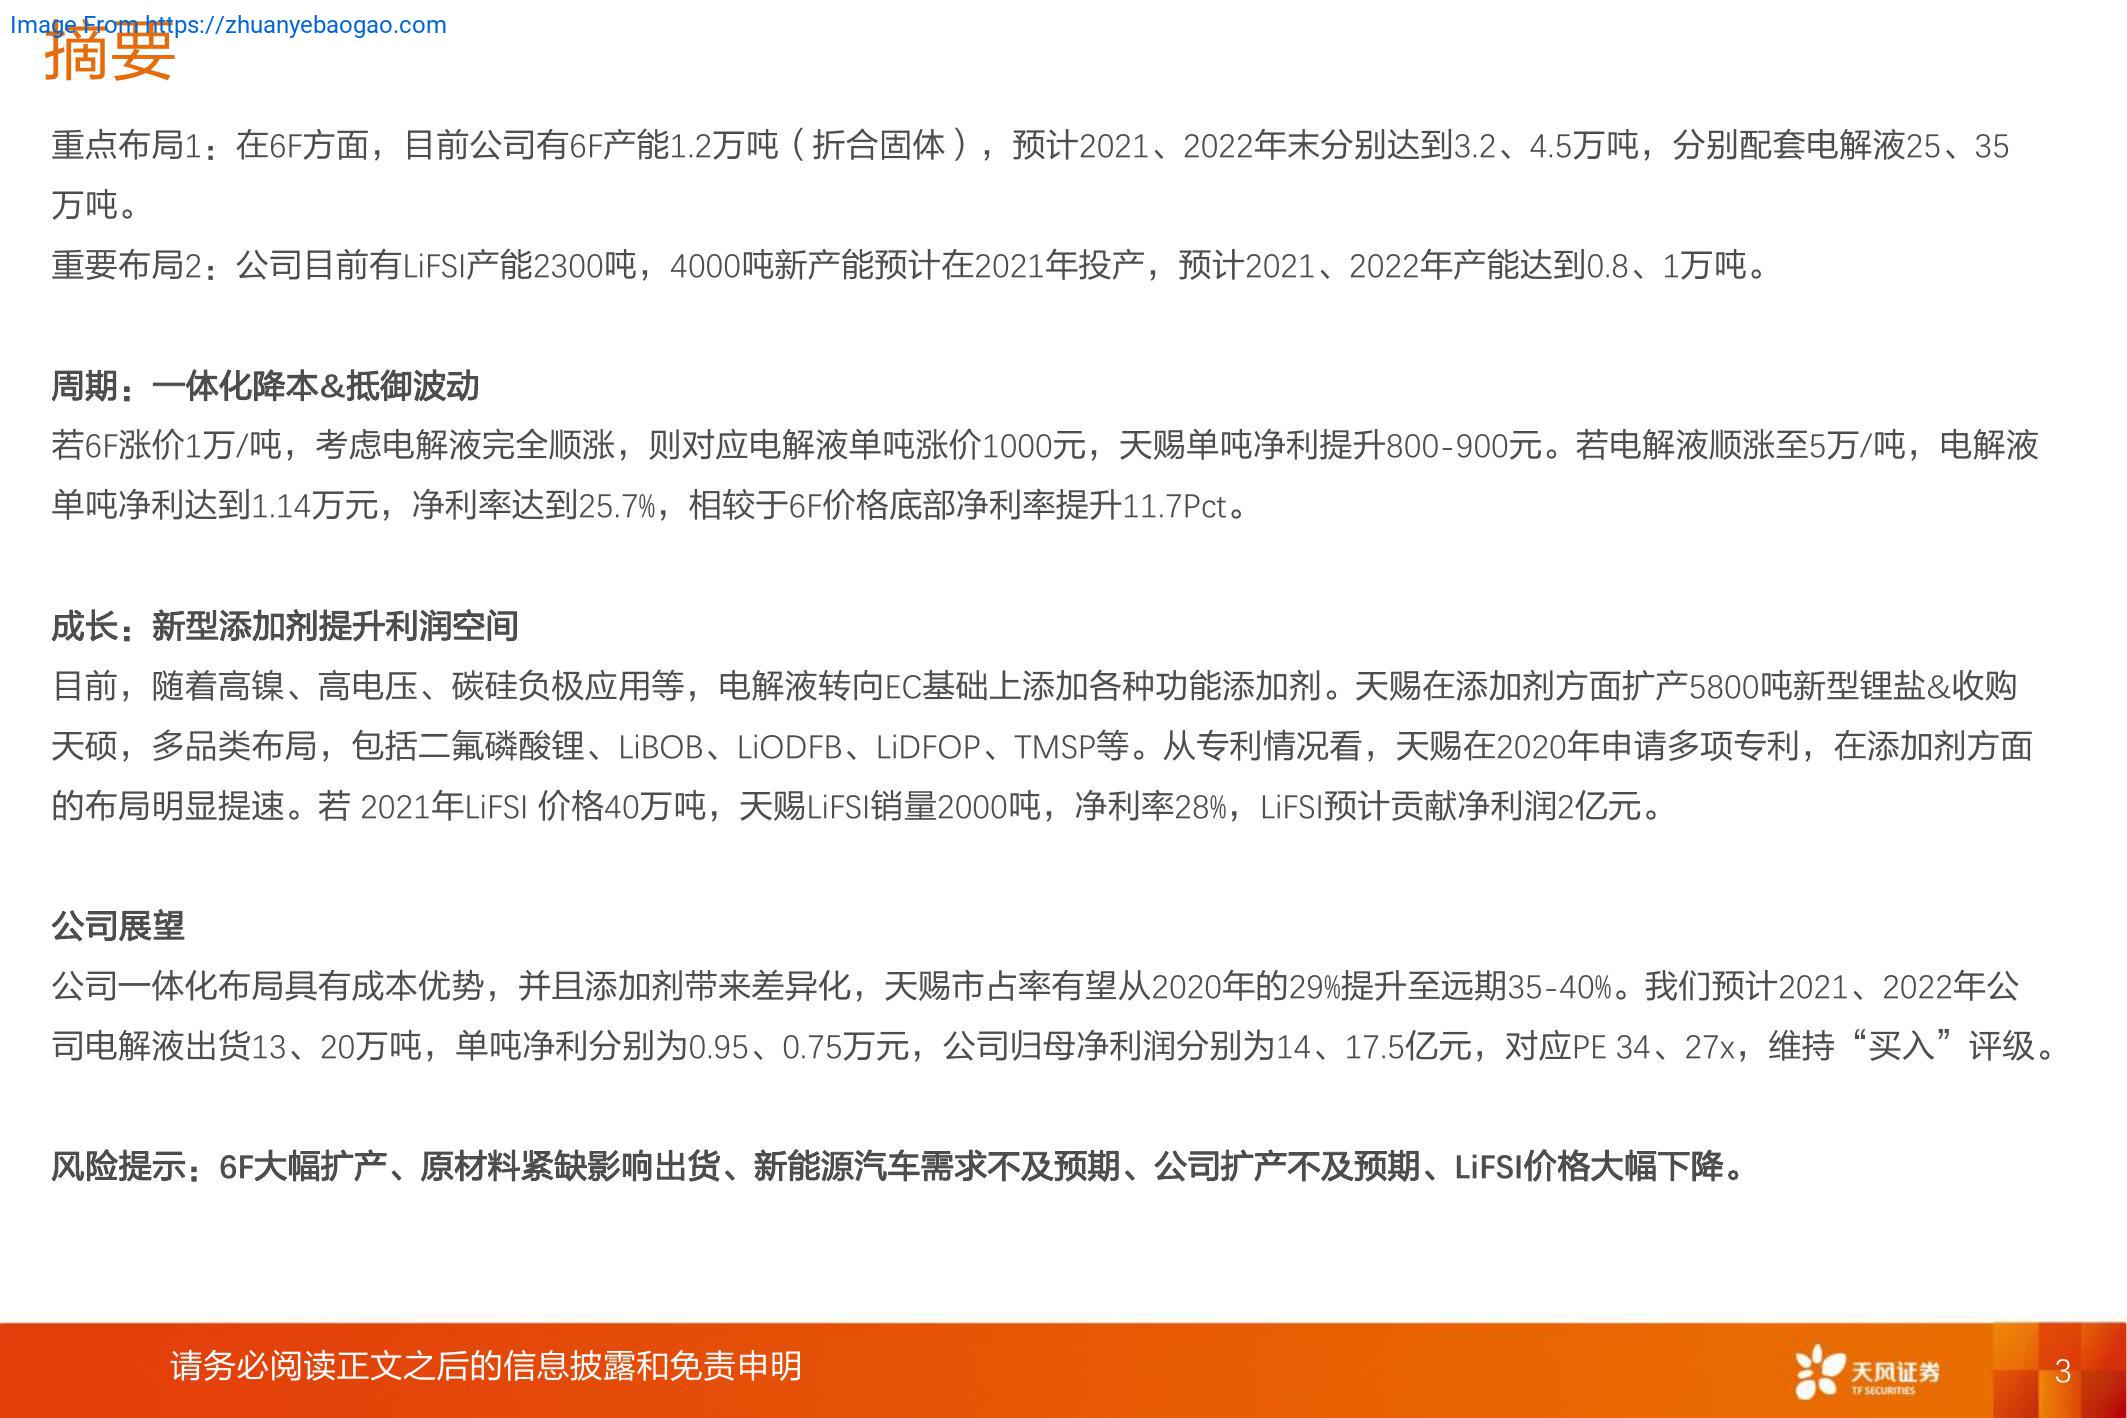 Image From https://zhuanyebaogao.com
摘要
重点布局1：在6F方面，目前公司有6F产能1.2万吨（折合固体），预计2021、2022年末分别达到3.2、4.5万吨，分别配套电解液25、35
万吨。
重要布局2：公司目前有LiFSI产能2300吨，4000吨新产能预计在2021年投产，预计2021、2022年产能达到0.8、1万吨。
周期：一体化降本&抵御波动
若6F涨价1万/吨，考虑电解液完全顺涨，则对应电解液单吨涨价1000元，天赐单吨净利提升800-900元。若电解液顺涨至5万/吨，电解液
单吨净利达到1.14万元，净利率达到25.7%，相较于6F价格底部净利率提升11.7Pct。
成长：新型添加剂提升利润空间
目前，随着高镍、高电压、碳硅负极应用等，电解液转向EC基础上添加各种功能添加剂。天赐在添加剂方面扩产5800吨新型锂盐&收购
天硕，多品类布局，包括二氟磷酸锂、LiBOB、LiODFB、LiDFOP、TMSP等。从专利情况看，天赐在2020年申请多项专利，在添加剂方面
的布局明显提速。若 2021年LiFSI 价格40万吨，天赐LiFSI销量2000吨，净利率28%，LiFSI预计贡献净利润2亿元。
公司展望
公司一体化布局具有成本优势，并且添加剂带来差异化，天赐市占率有望从2020年的29%提升至远期35-40%。我们预计2021、2022年公
司电解液出货13、20万吨，单吨净利分别为0.95、0.75万元，公司归母净利润分别为14、17.5亿元，对应PE 34、27x，维持“买入”评级。
风险提示：6F大幅扩产、原材料紧缺影响出货、新能源汽车需求不及预期、公司扩产不及预期、LiFSI价格大幅下降。
请务必阅读正文之后的信息披露和免责申明
天风证券
TF SECURITIES
3